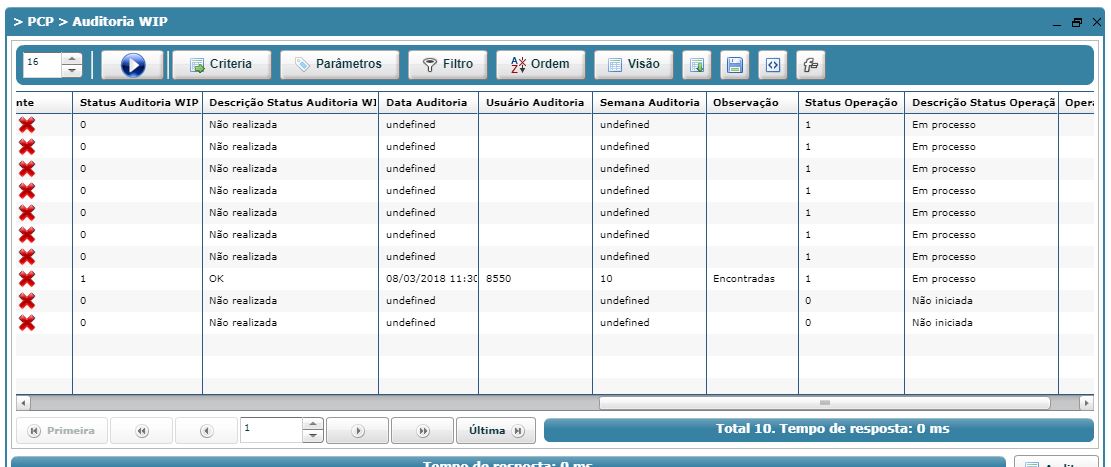 > PCP > Auditoria WIP
16 Criteria Parâmetros Filtro Ordem Visão
nte Status Auditoria WIP Descrição Status Auditoria WI Data Auditoria Usuário Auditoria Semana Auditoria Observação Status Operação Descrição Status Operaçã Opera
0 Não realizada undefined undefined 1 Em processo
0 Não realizada undefined undefined 1 Em processo
0 Não realizada undefined undefined 1 Em processo
0 Não realizada undefined undefined 1 Em processo
0 Não realizada undefined undefined 1 Em processo
0 Não realizada undefined undefined 1 Em processo
0 Não realizada undefined undefined 1 Em processo
1 OK 08/03/2018 11:30 8550 10 Encontradas 1 Em processo
0 Não realizada undefined undefined 0 Não iniciada
0 Não realizada undefined undefined 0 Não iniciada
Primeira 1 Última Total 10. Tempo de resposta: 0 ms
Tempo de resposta: 0 ms